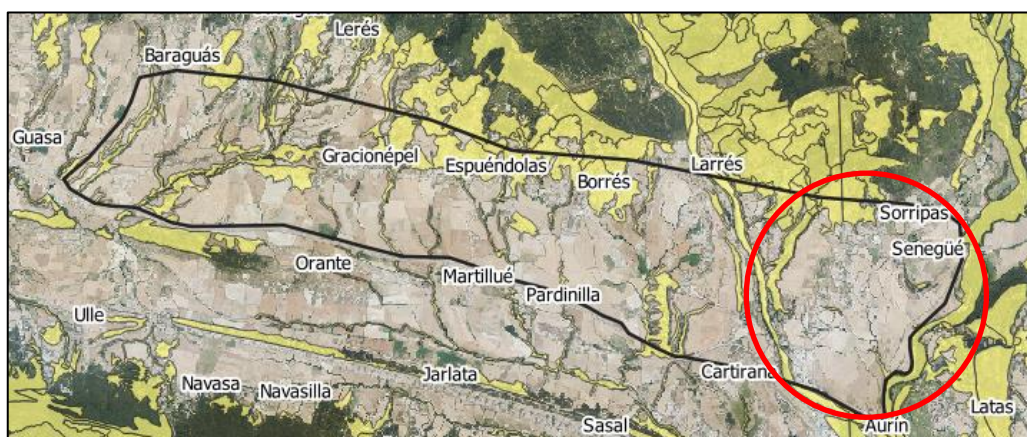 Lerés
Baraguás
Guasa
Gracionépel
Espuéndolas
Larrés
Borrés
Sorripas
Senegüé
Orante
Martillué
Pardinilla
Ulle
Navasa
Navasilla
Jarlata
Cartirana
Sasal
Aurín
Latas